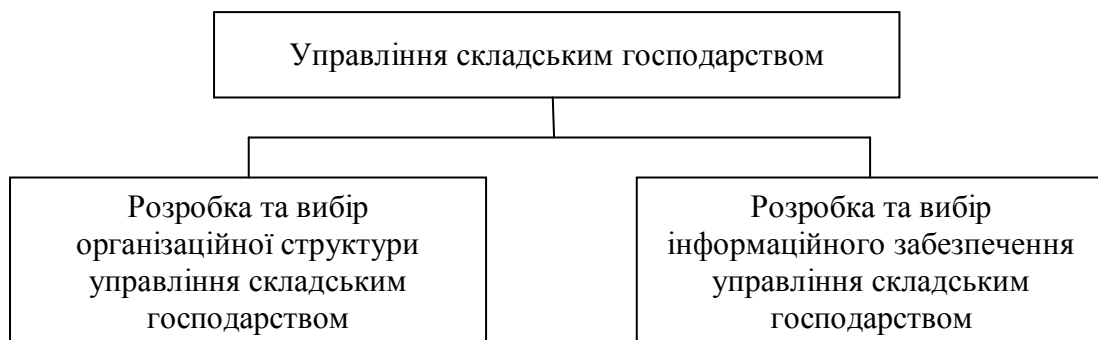 Управління складським господарством
Розробка та вибір
організаційної структури
управління складським
господарством
Розробка та вибір
інформаційного забезпечення
управління складським
господарством